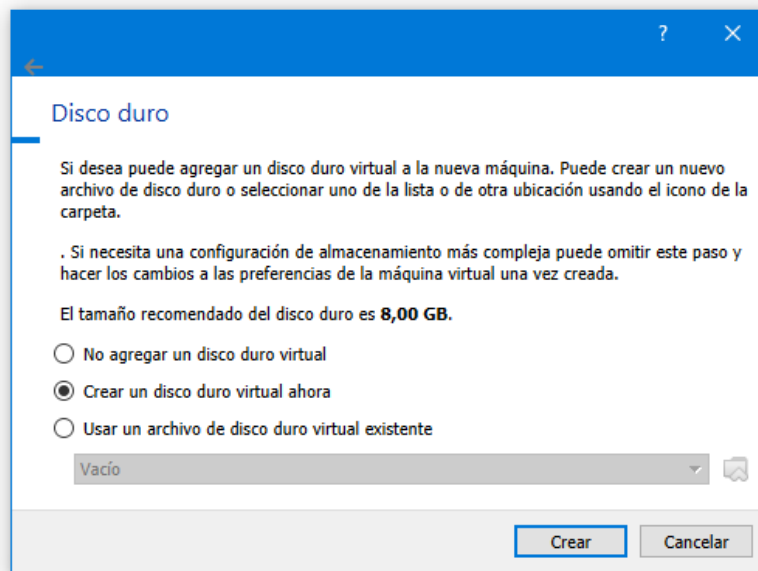 ?
Disco duro
Si desea puede agregar un disco duro virtual a la nueva máquina. Puede crear un nuevo
archivo de disco duro o seleccionar uno de la lista o de otra ubicación usando el icono de la
carpeta.
. Si necesita una configuración de almacenamiento más compleja puede omitir este paso y
hacer los cambios a las preferencias de la máquina virtual una vez creada.
El tamaño recomendado del disco duro es 8,00 GB.
No agregar un disco duro virtual
Crear un disco duro virtual ahora
Usar un archivo de disco duro virtual existente
Vacío
Crear
Cancelar